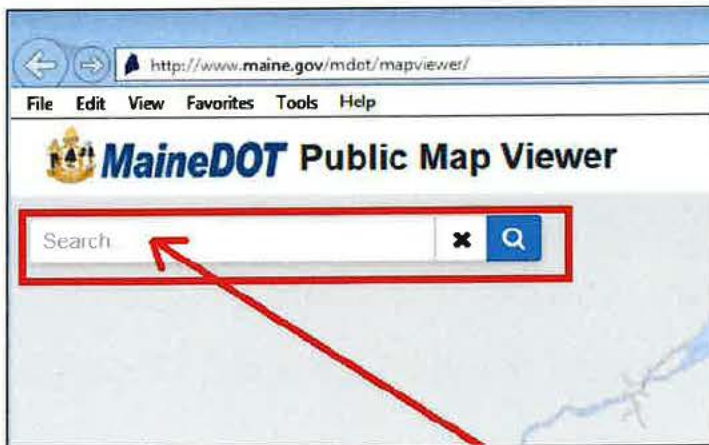 http://www.maine.gov/mdot/mapviewer/
File Edit View Favorites Tools Help
MaineDOT Public Map Viewer
Search